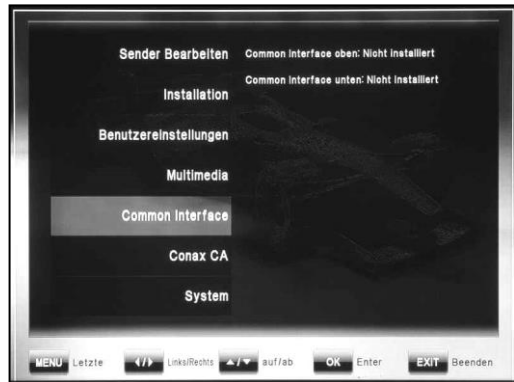 Sender Bearbeiten
Installation
Benutzereinstellungen
Multimedia
Common Interface
Conax CA
System
Common Interface oben: Nicht installiert
Common Interface unten: Nicht installiert
MENU Letzte ◀/▶ Links/Rechts ▲/▼ auf/ab OK Enter EXIT Beenden